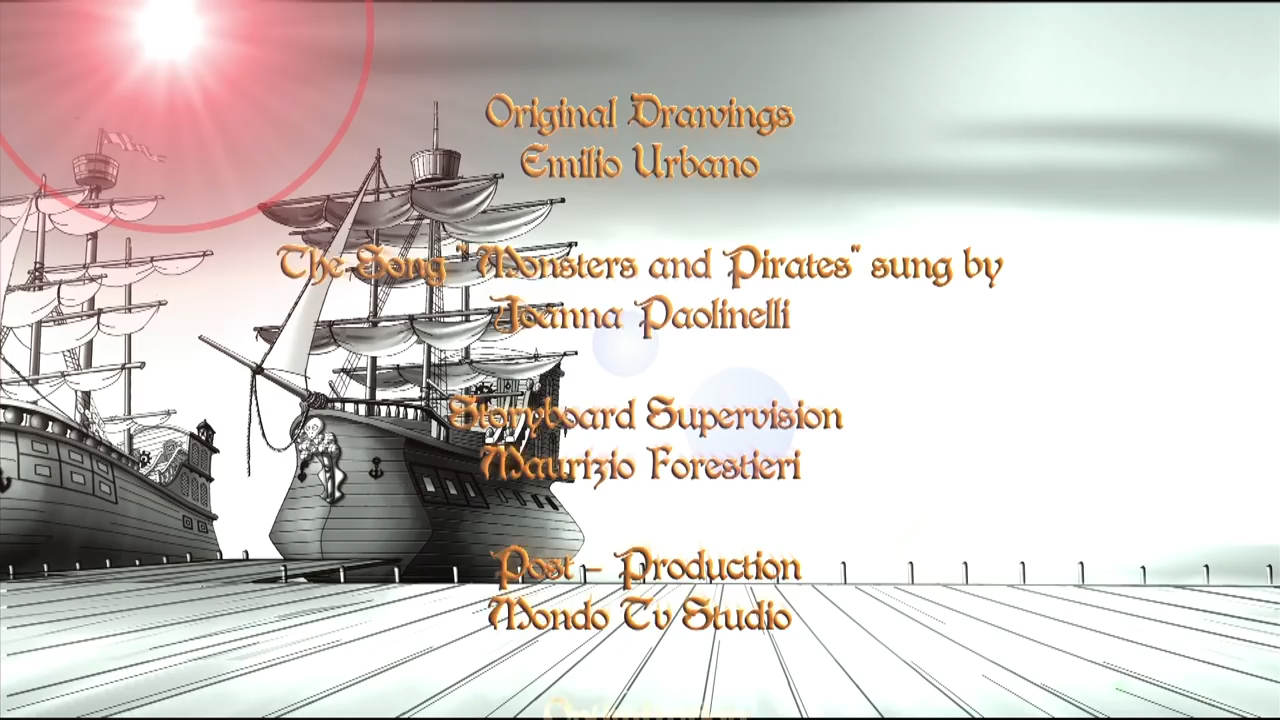 Original Drawings
Emilio Urbano
The Song "Monsters and Pirates" sung by
Joanna Paolinelli
Storyboard Supervision
Maurizio Forestieri
Post - Production
Mondo Tv Studio